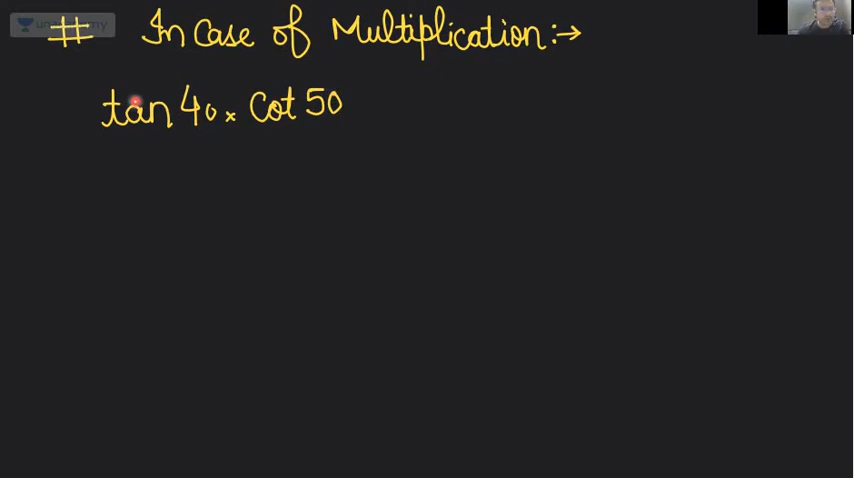 # In Case of Multiplication :→
tan 40 × cot 50